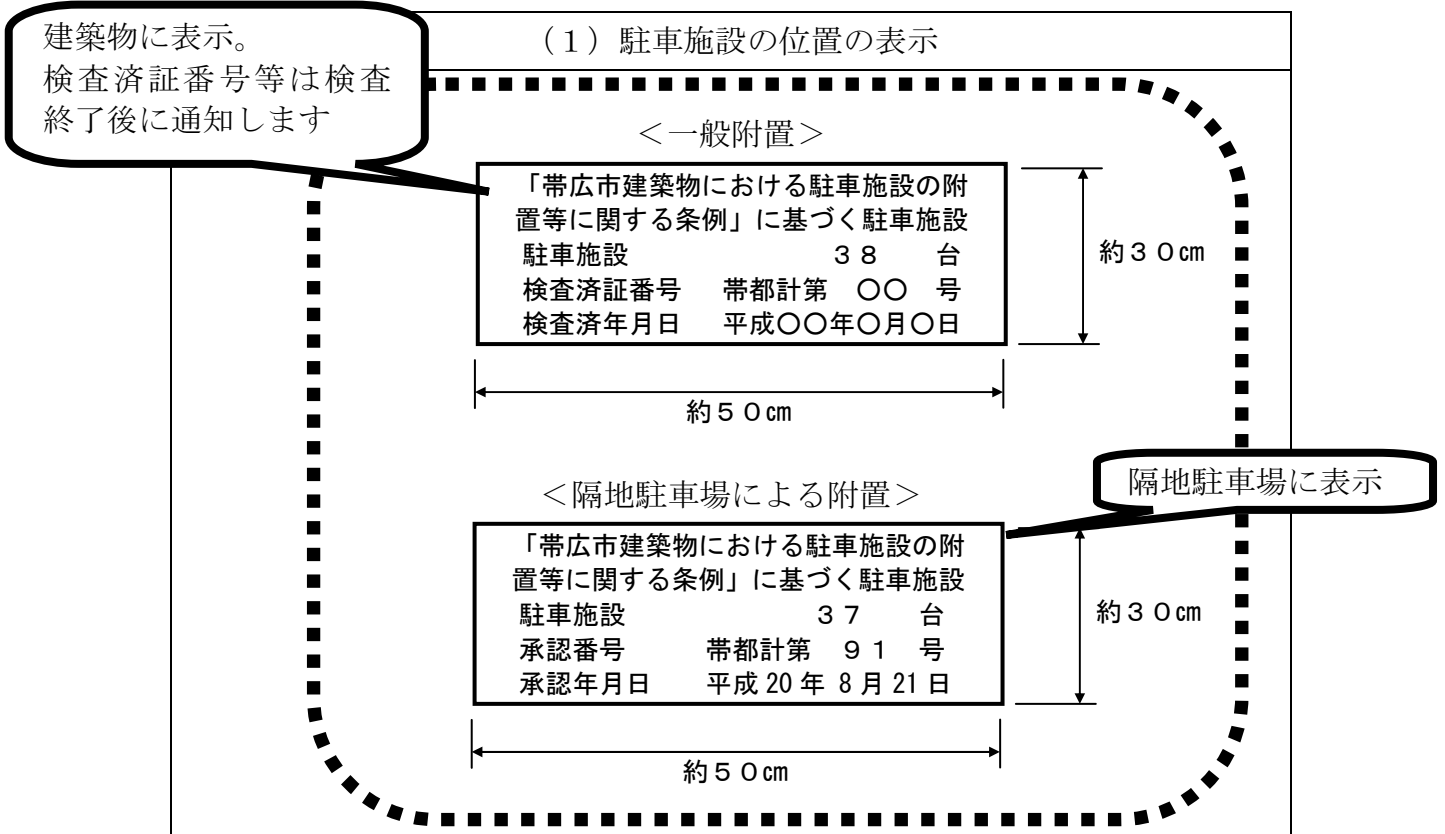 建築物に表示。
検査済証番号等は検査
終了後に通知します
（１）駐車施設の位置の表示
＜一般附置＞
「帯広市建築物における駐車施設の附
置等に関する条例」に基づく駐車施設
駐車施設　３８　台
検査済証番号　帯都計第　〇〇　号
検査済年月日　平成〇〇年〇月〇日
約３０㎝
約５０㎝
＜隔地駐車場による附置＞
隔地駐車場に表示
「帯広市建築物における駐車施設の附
置等に関する条例」に基づく駐車施設
駐車施設　３７　台
承認番号　帯都計第　９１　号
承認年月日　平成 20 年 8 月 21 日
約３０㎝
約５０㎝